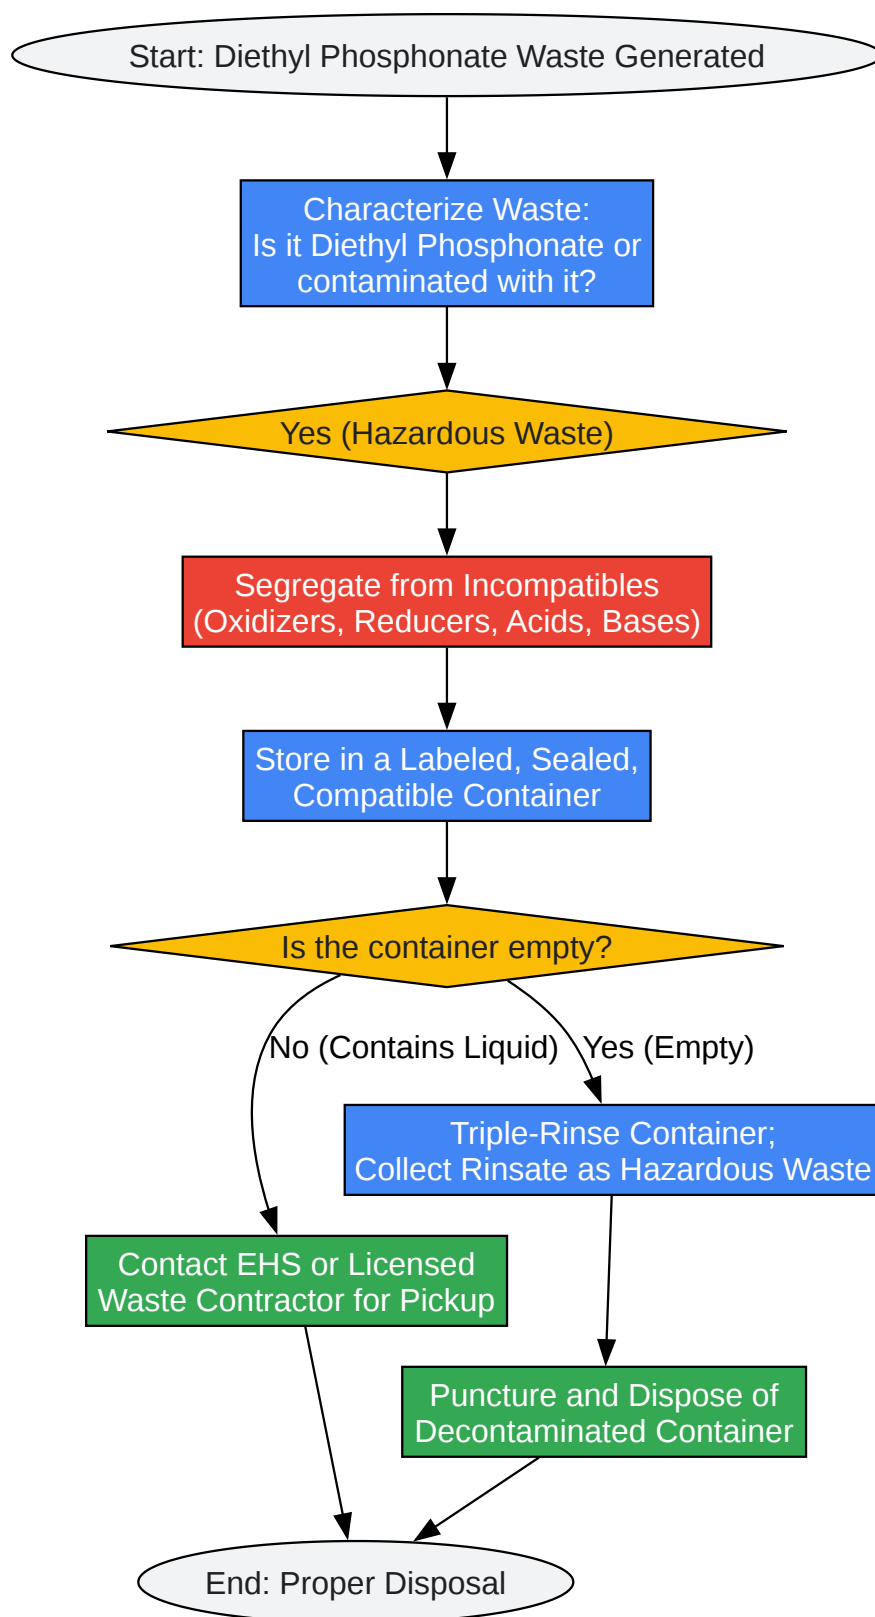 Start: Diethyl Phosphonate Waste Generated
Characterize Waste:
Is it Diethyl Phosphonate or
contaminated with it?
Yes (Hazardous Waste)
Segregate from Incompatibles
(Oxidizers, Reducers, Acids, Bases)
Store in a Labeled, Sealed,
Compatible Container
Is the container empty?
No (Contains Liquid)
Yes (Empty)
Triple-Rinse Container;
Collect Rinsate as Hazardous Waste
Contact EHS or Licensed
Waste Contractor for Pickup
Puncture and Dispose of
Decontaminated Container
End: Proper Disposal